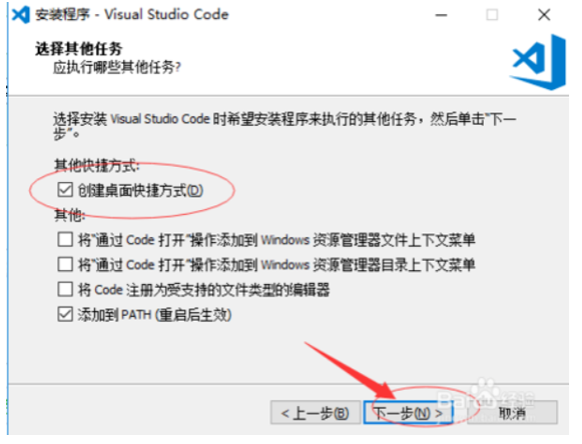 安装程序 - Visual Studio Code
选择其他任务
应执行哪些其他任务?
选择安装 Visual Studio Code 时希望安装程序来执行的其他任务，然后单击“下一
步”。
其他快捷方式:
创建桌面快捷方式(D)
其他:
将“通过 Code 打开”操作添加到 Windows 资源管理器文件上下文菜单
将“通过 Code 打开”操作添加到 Windows 资源管理器目录上下文菜单
将 Code 注册为受支持的文件类型的编辑器
添加到 PATH (重启后生效)
< 上一步(B) 下一步(N) > 取消
Baidu 经验